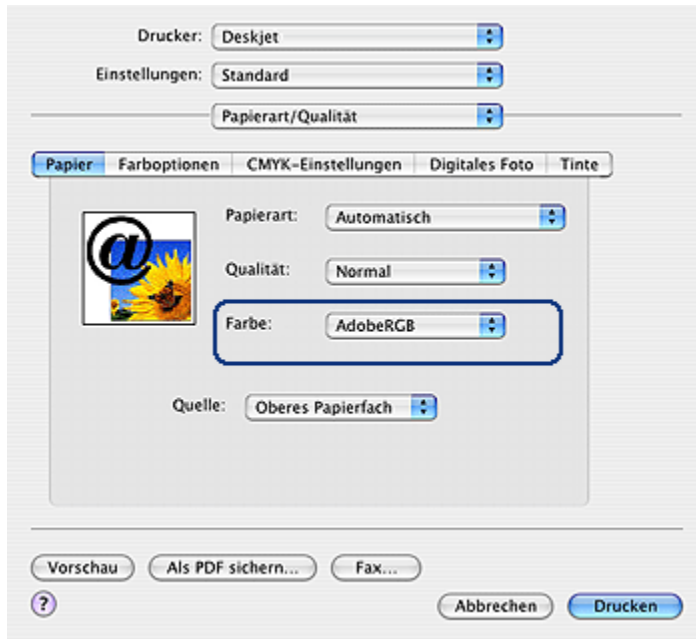 Drucker: Deskjet
Einstellungen: Standard
Papierart/Qualität
Papier Farboptionen CMYK-Einstellungen Digitales Foto Tinte
@
Papierart: Automatisch
Qualität: Normal
Farbe: AdobeRGB
Quelle: Oberes Papierfach
Vorschau Als PDF sichern... Fax...
? Abbrechen Drucken